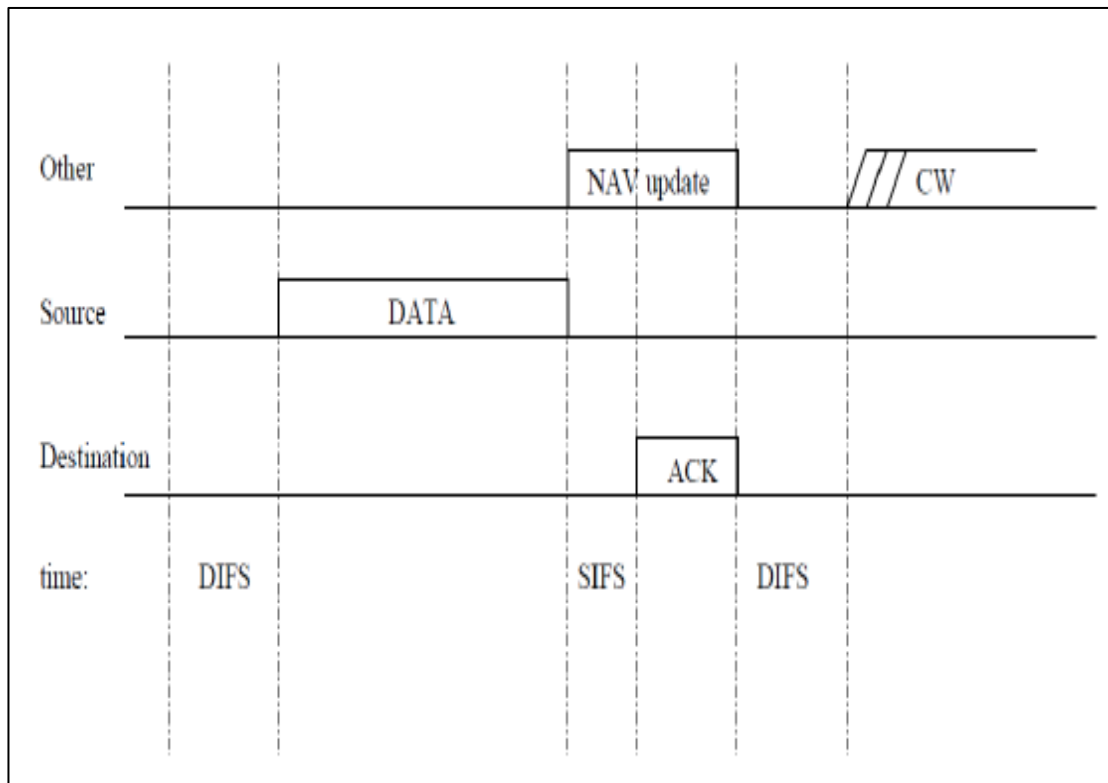 Other
NAV update
CW
Source
DATA
Destination
ACK
time:
DIFS
SIFS
DIFS